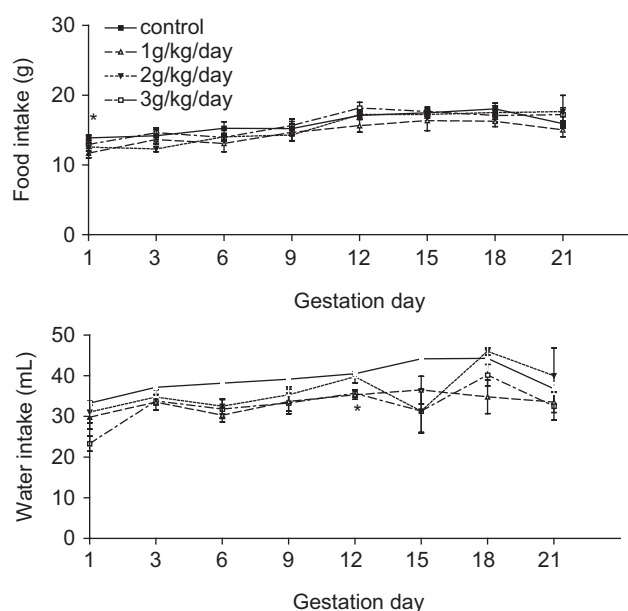 30
20
10
0
Food intake (g)
control
1g/kg/day
2g/kg/day
3g/kg/day
*
1 3 6 9 12 15 18 21
Gestation day
50
40
30
20
10
0
Water intake (mL)
*
1 3 6 9 12 15 18 21
Gestation day